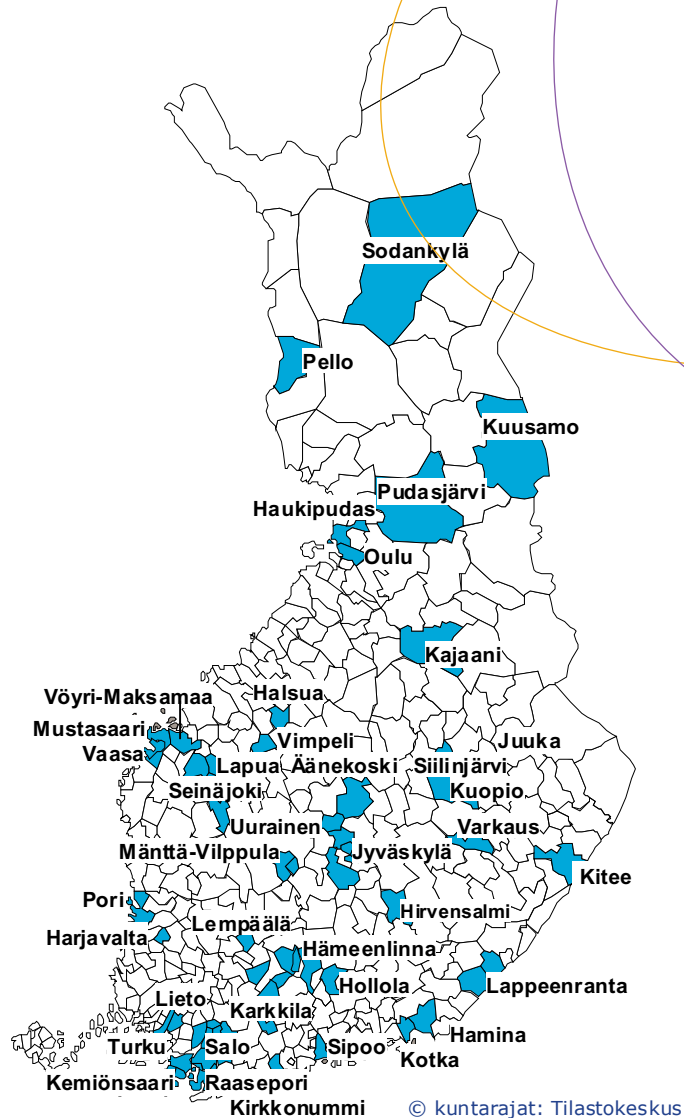 Sodankylä
Pello
Kuusamo
Pudasjärvi
Haukipudas
Oulu
Kajaani
Halsua
Vöyri-Maksamaa
Mustasaari
Vimpeli
Juuka
Vaasa
Lapua
Äänekoski
Siilinjärvi
Seinäjoki
Kuopio
Uurainen
Varkaus
Mänttä-Vilppula
Jyväskylä
Kitee
Pori
Hirvensalmi
Lempäälä
Harjavalta
Hämeenlinna
Hollola
Lappeenranta
Lieto
Karkkila
Hamina
Turku
Salo
Sipoo
Kotka
Kemiönsaari
Raasepori
Kirkkonummi
© kuntarajat: Tilastokeskus